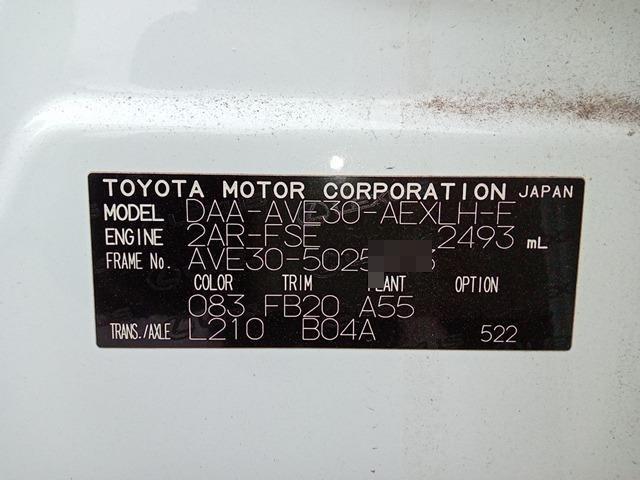 TOYOTA MOTOR CORPORATION JAPAN
MODEL DAA-AVE30-AEXLH-E
ENGINE 2AR-FSE 2493 mL
FRAME No. AVE30-5025
COLOR TRIM PLANT OPTION
083 FB20 A55
TRANS./AXLE L210 B04A 522